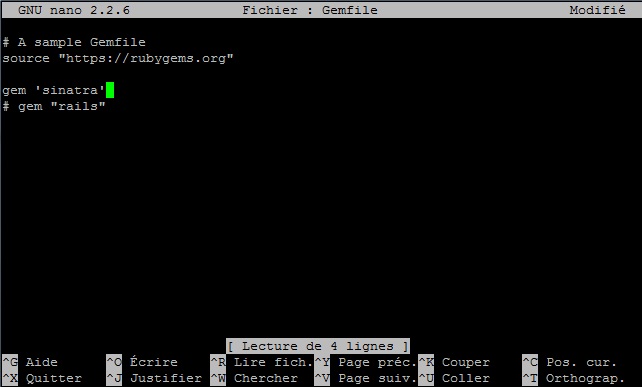 GNU nano 2.2.6 Fichier : Gemfile Modifié
# A sample Gemfile
source "https://rubygems.org"
gem 'sinatra'
# gem "rails"
[ Lecture de 4 lignes ]
^G Aide ^O Écrire ^R Lire fich. ^Y Page préc. ^K Couper ^C Pos. cur.
^X Quitter ^J Justifier ^W Chercher ^V Page suiv. ^U Coller ^T Orthograp.